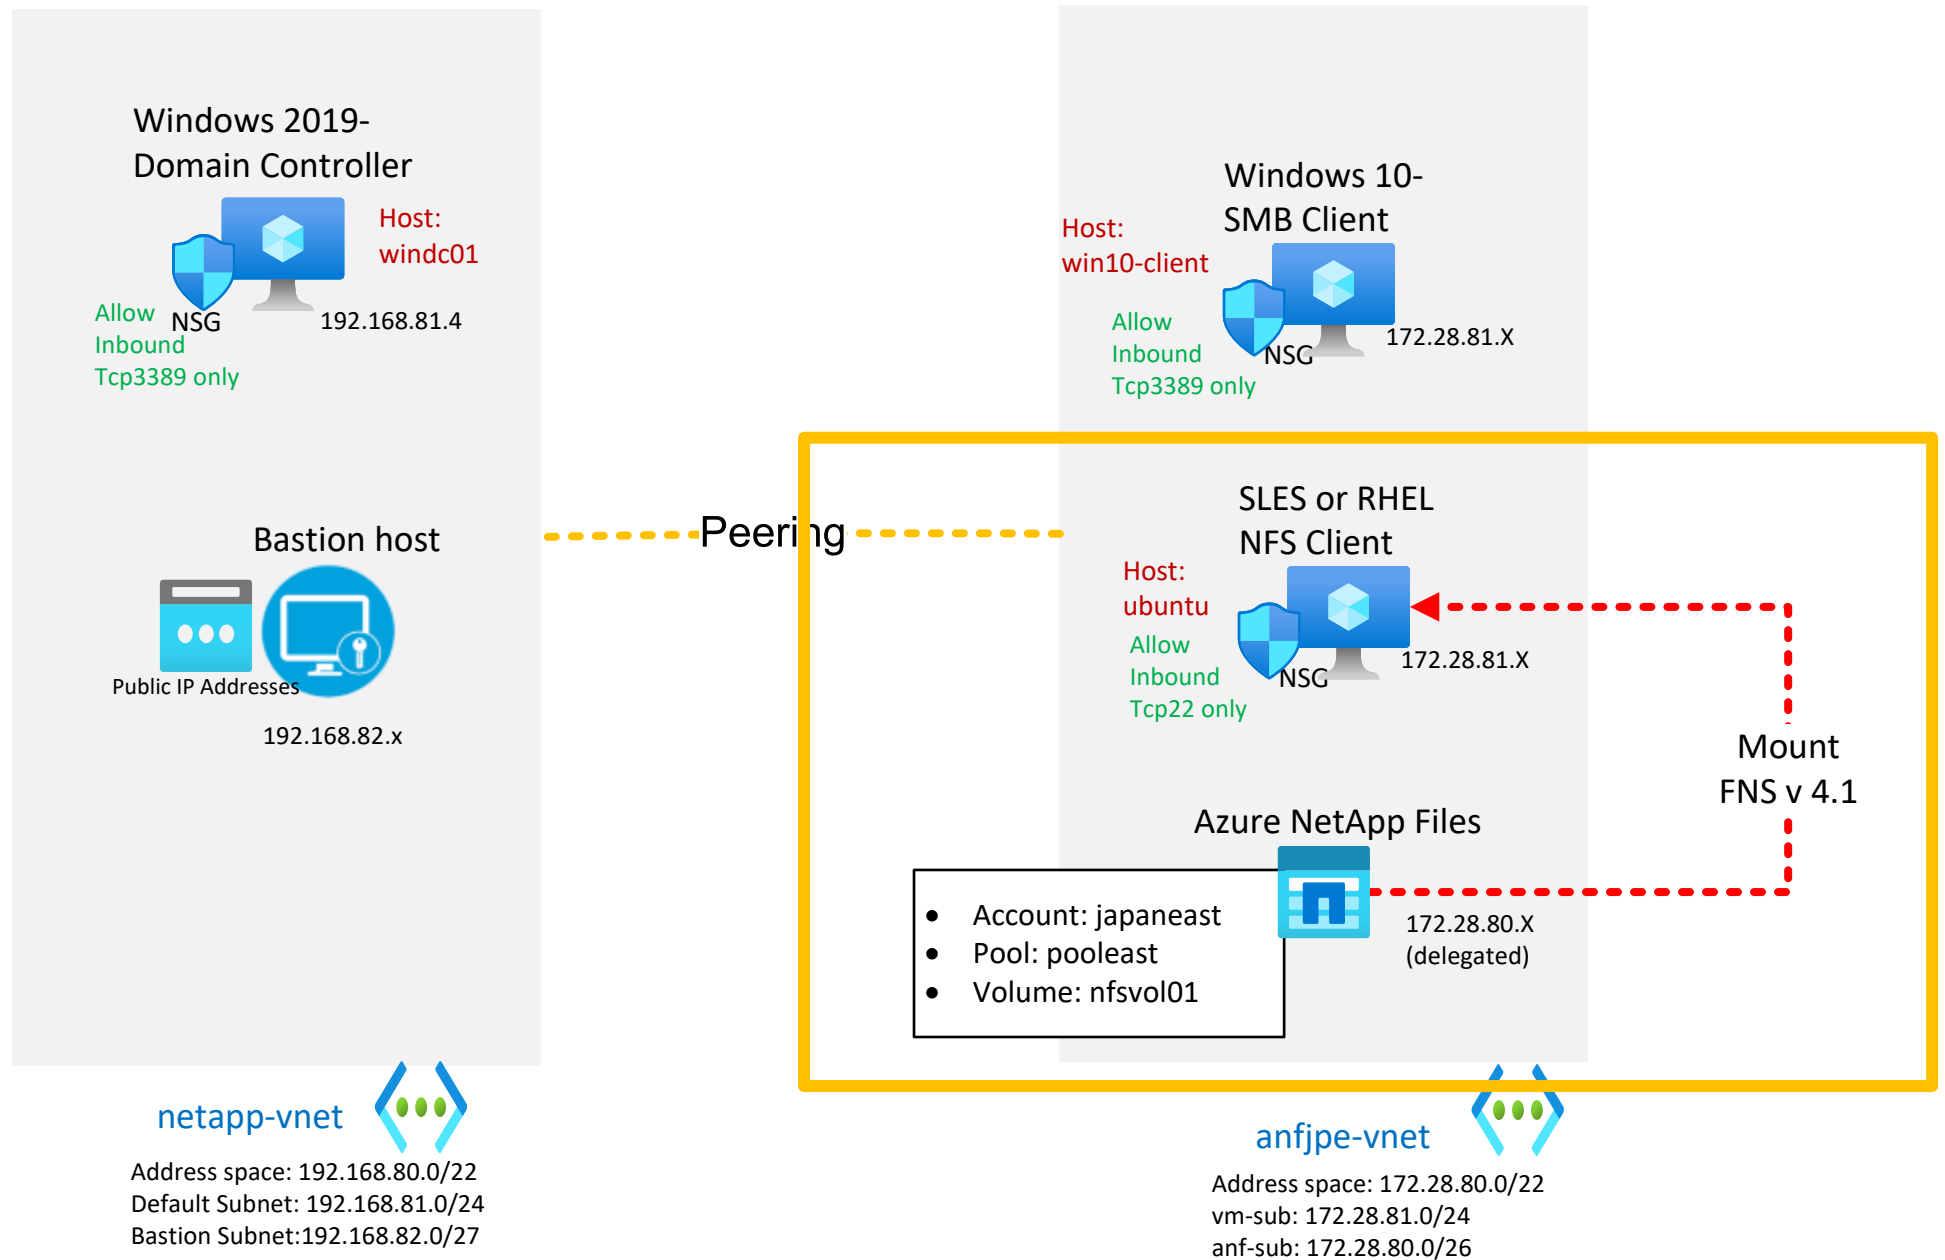 Windows 2019-
Domain Controller
Host:
windc01
Allow
Inbound
Tcp3389 only
NSG
192.168.81.4
Bastion host
Public IP Addresses
192.168.82.x
netapp-vnet
Address space: 192.168.80.0/22
Default Subnet: 192.168.81.0/24
Bastion Subnet:192.168.82.0/27
Peering
Windows 10-
SMB Client
Host:
win10-client
Allow
Inbound
Tcp3389 only
NSG
172.28.81.X
SLES or RHEL
NFS Client
Host:
ubuntu
Allow
Inbound
Tcp22 only
NSG
172.28.81.X
Mount
FNS v 4.1
Azure NetApp Files
• Account: japaneast
• Pool: pooleast
• Volume: nfsvol01
172.28.80.X
(delegated)
anfjpe-vnet
Address space: 172.28.80.0/22
vm-sub: 172.28.81.0/24
anf-sub: 172.28.80.0/26